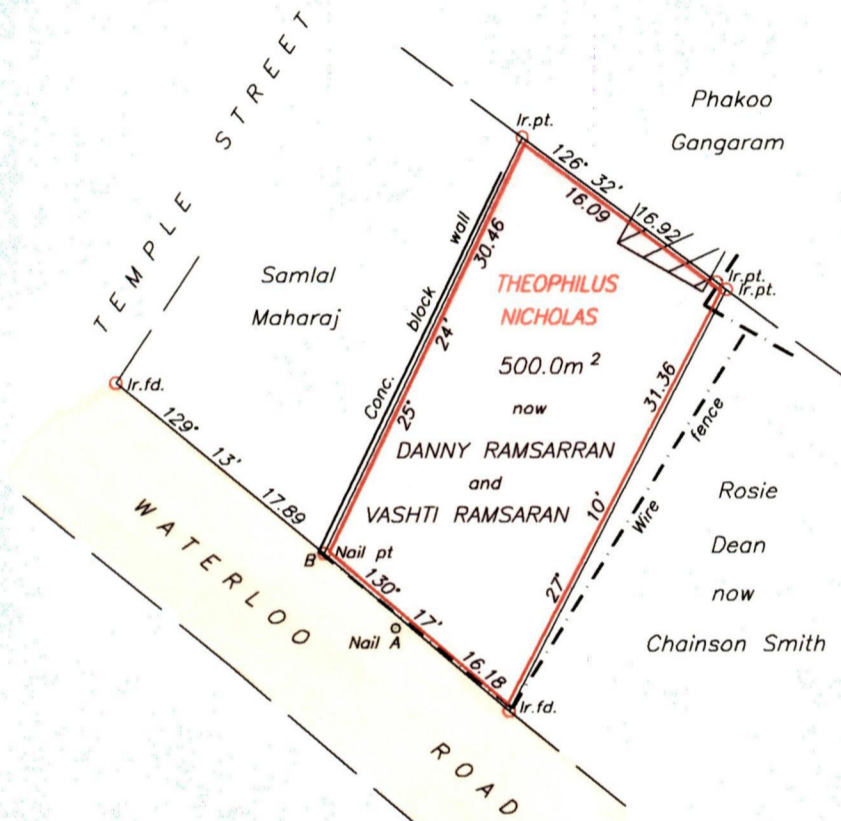 TEMPLE STREET
Phakoo
Gangaram
Ir.pt.
126° 32'
16.09
16.92
Ir.pt.
Ir.pt.
Samlal
Maharaj
Conc. block wall
25° 24' 30.46
THEOPHILUS
NICHOLAS
500.0m²
now
DANNY RAMSARRAN
and
VASHTI RAMSARAN
27° 10' 31.36
Wire fence
Rosie
Dean
now
Chainson Smith
Ir.fd.
129° 13' 17.89
B
Nail pt
130° 17' 16.18
Nail A
Ir.fd.
WATERLOO ROAD